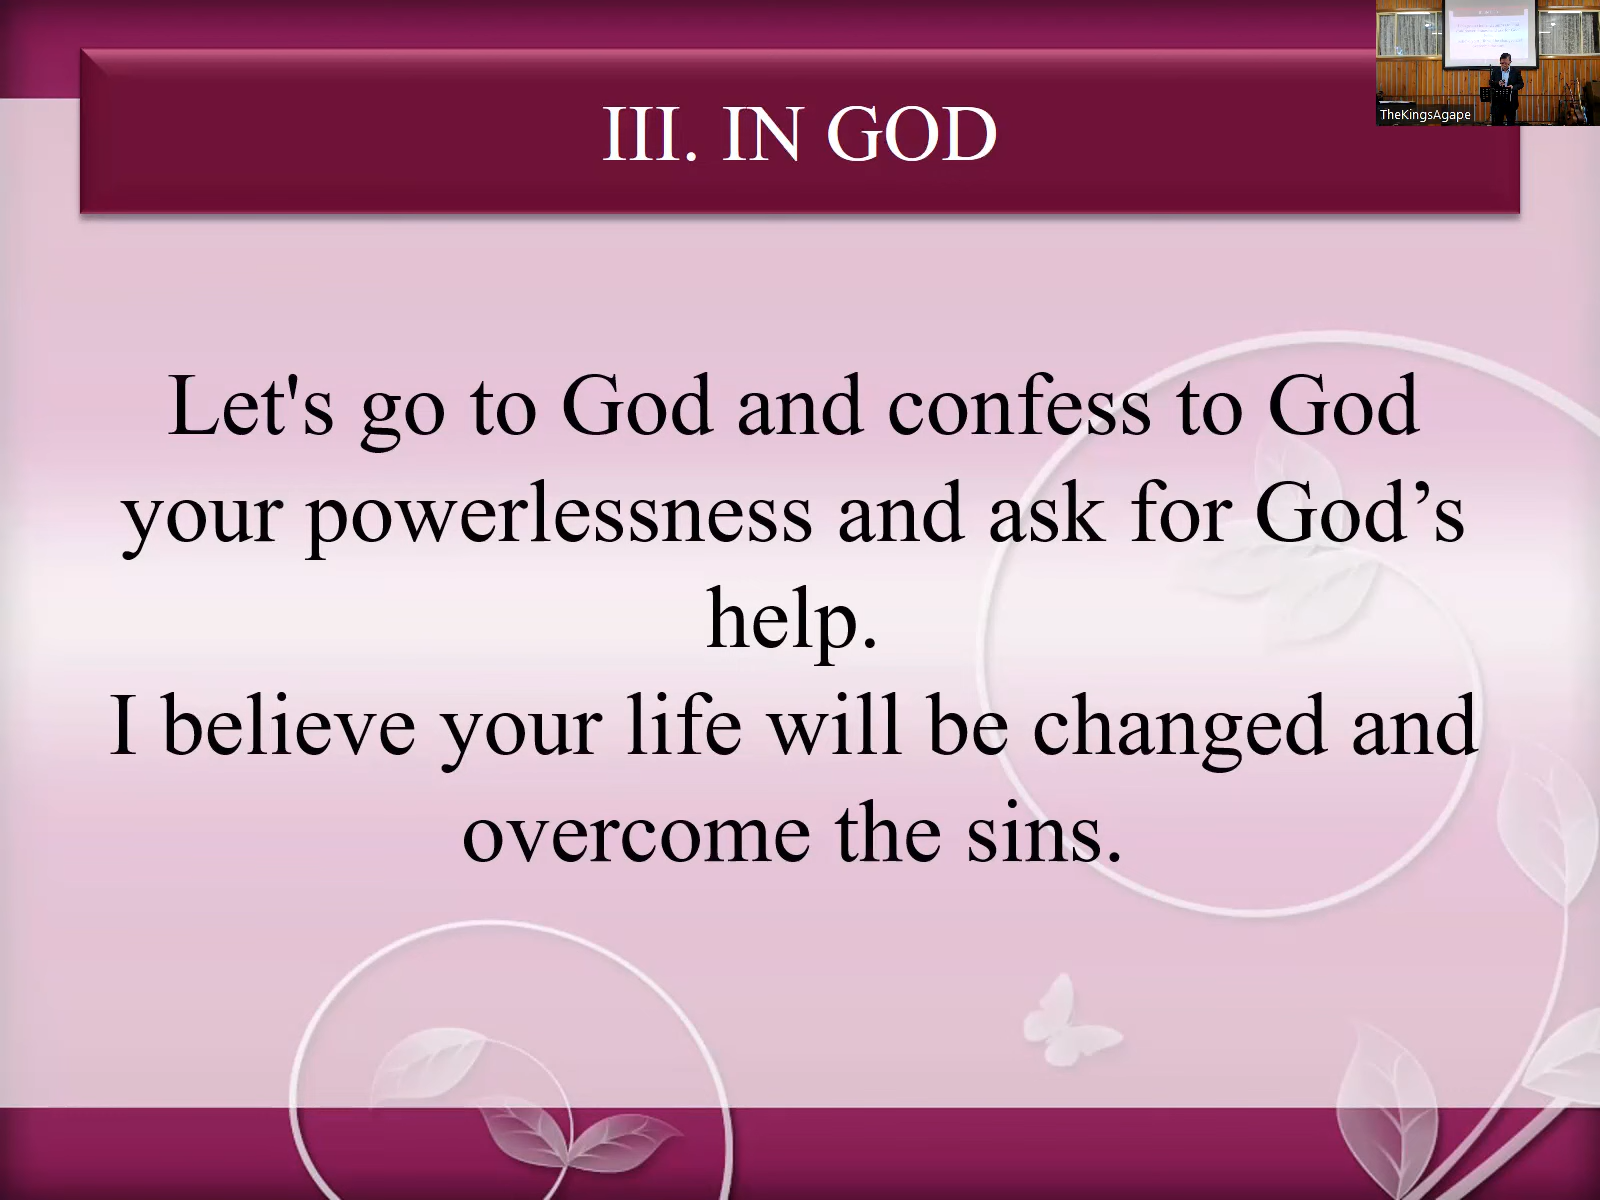 III. IN GOD
TheKingsAgape
Let's go to God and confess to God
your powerlessness and ask for God’s
help.
I believe your life will be changed and
overcome the sins.